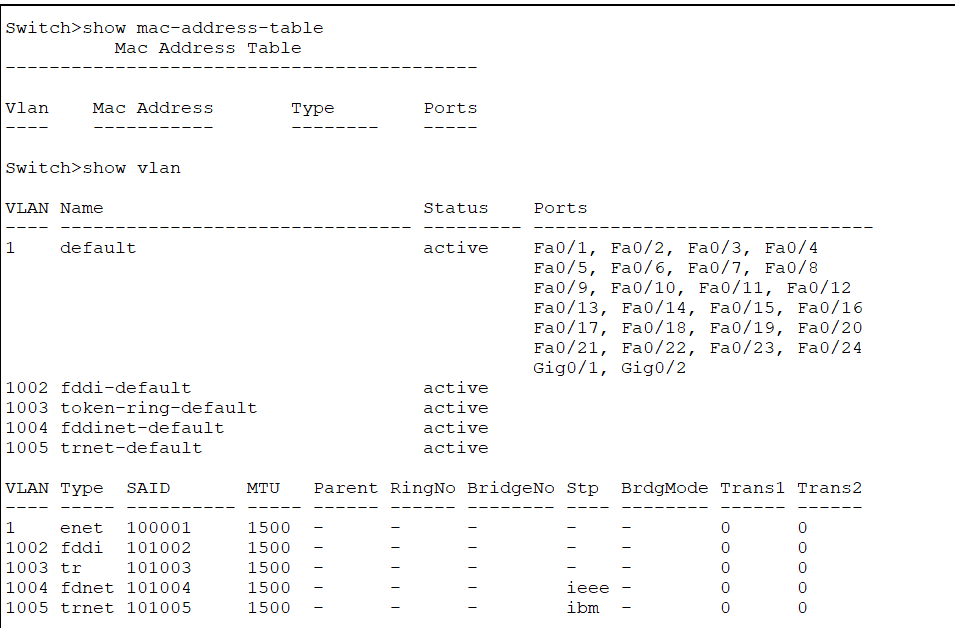 Switch>show mac-address-table
          Mac Address Table
-------------------------------------------
Vlan    Mac Address       Type        Ports
----    -----------       --------    -----
Switch>show vlan
VLAN Name                             Status    Ports
---- -------------------------------- --------- -------------------------------
1    default                          active    Fa0/1, Fa0/2, Fa0/3, Fa0/4
                                                Fa0/5, Fa0/6, Fa0/7, Fa0/8
                                                Fa0/9, Fa0/10, Fa0/11, Fa0/12
                                                Fa0/13, Fa0/14, Fa0/15, Fa0/16
                                                Fa0/17, Fa0/18, Fa0/19, Fa0/20
                                                Fa0/21, Fa0/22, Fa0/23, Fa0/24
                                                Gig0/1, Gig0/2
1002 fddi-default                     active
1003 token-ring-default               active
1004 fddinet-default                  active
1005 trnet-default                    active
VLAN Type  SAID       MTU   Parent RingNo BridgeNo Stp  BrdgMode Trans1 Trans2
---- ----- ---------- ----- ------ ------ -------- ---- -------- ------ ------
1    enet  100001     1500  -      -      -        -    -        0      0
1002 fddi  101002     1500  -      -      -        -    -        0      0
1003 tr    101003     1500  -      -      -        -    -        0      0
1004 fdnet 101004     1500  -      -      -        ieee -        0      0
1005 trnet 101005     1500  -      -      -        ibm  -        0      0